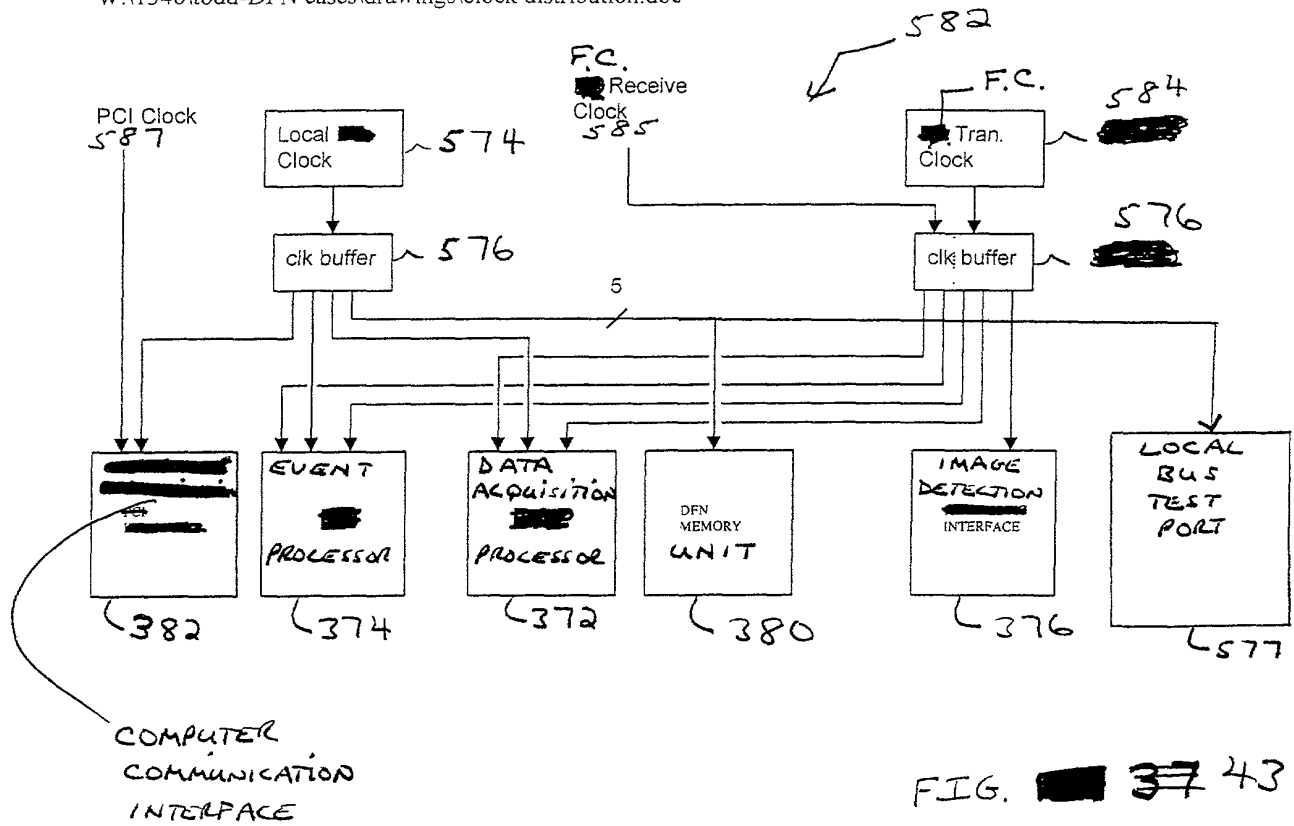 W:\1540\todd-DFN cases\drawings\clock distribution.doc
582
F.C.
Receive
Clock
585
F.C.
PCI Clock
587
Local
Clock
574
Tran.
Clock
584
clk buffer
576
clk buffer
576
5
PCI
EVENT
PROCESSOR
DATA
ACQUISITION
PROCESSOR
DFN
MEMORY
UNIT
IMAGE
DETECTION
INTERFACE
LOCAL
BUS
TEST
PORT
382
374
372
380
376
577
COMPUTER
COMMUNICATION
INTERFACE
FIG. 37 43